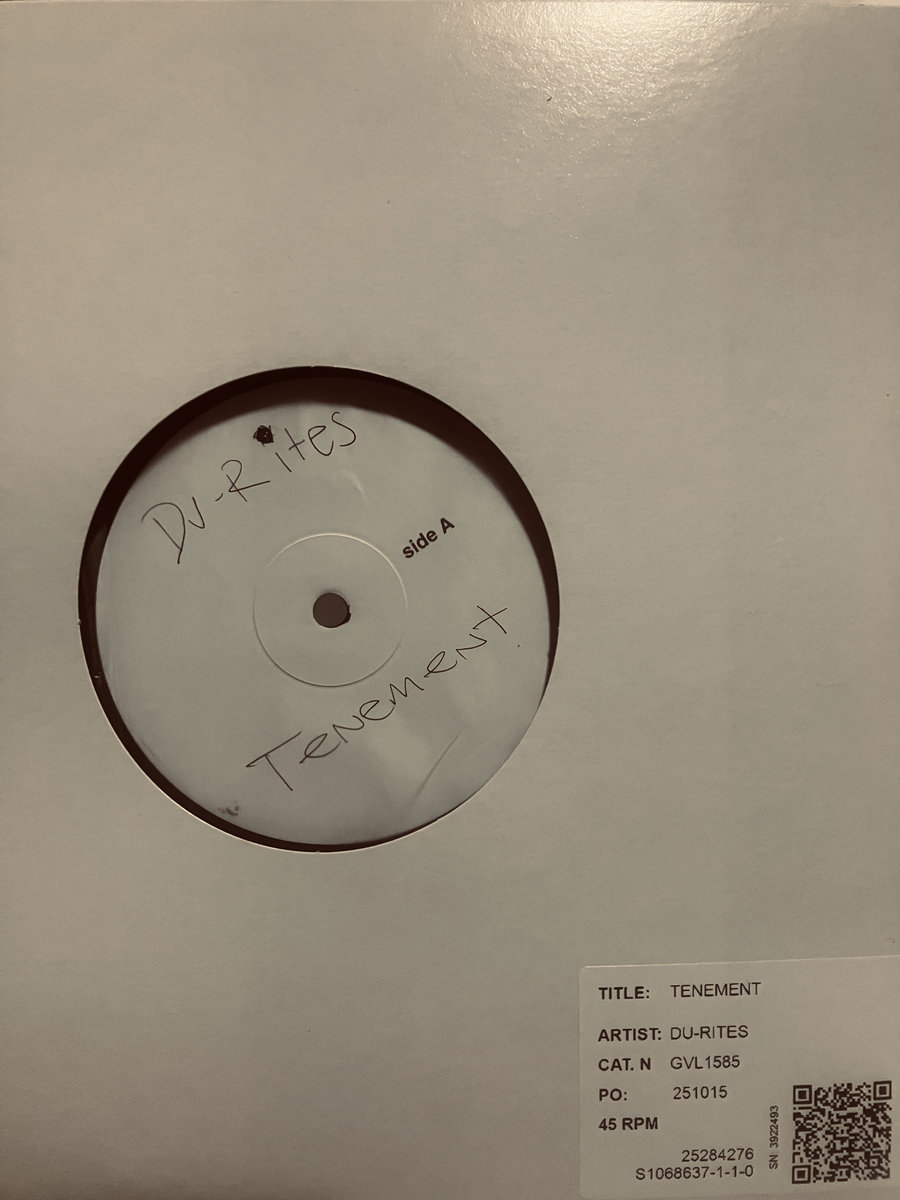 Du-Rites
side A
Tenement
TITLE: TENEMENT
ARTIST: DU-RITES
CAT. N GVL1585
PO: 251015
45 RPM
25284276
S1068637-1-1-0
SN: 3922493